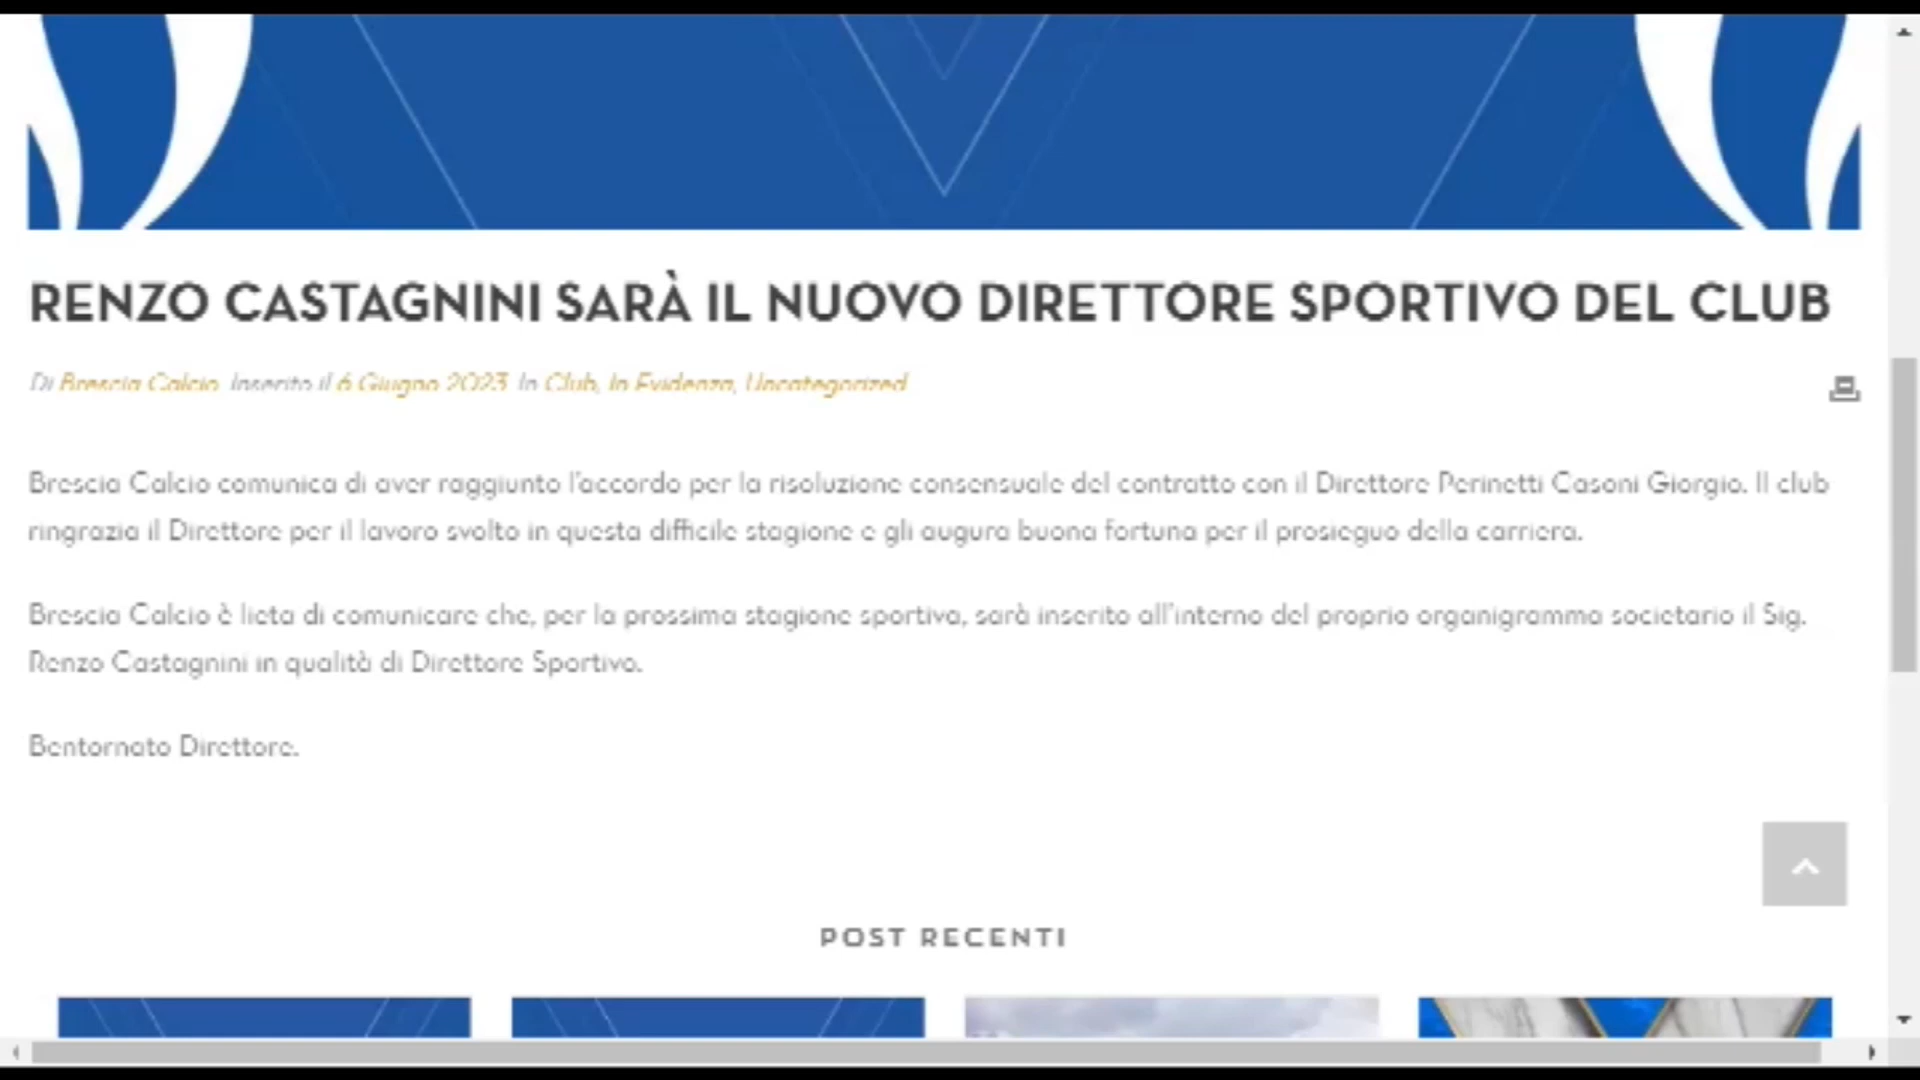 RENZO CASTAGNINI SARÀ IL NUOVO DIRETTORE SPORTIVO DEL CLUB
Di Brescia Calcio Inserito il 6 Giugno 2023 In Club, In Evidenza, Uncategorized
Brescia Calcio comunica di aver raggiunto l'accordo per la risoluzione consensuale del contratto con il Direttore Perinetti Casoni Giorgio. Il club
ringrazia il Direttore per il lavoro svolto in questa difficile stagione e gli augura buona fortuna per il prosieguo della carriera.
Brescia Calcio è lieta di comunicare che, per la prossima stagione sportiva, sarà inserito all'interno del proprio organigramma societario il Sig.
Renzo Castagnini in qualità di Direttore Sportivo.
Bentornato Direttore.
POST RECENTI